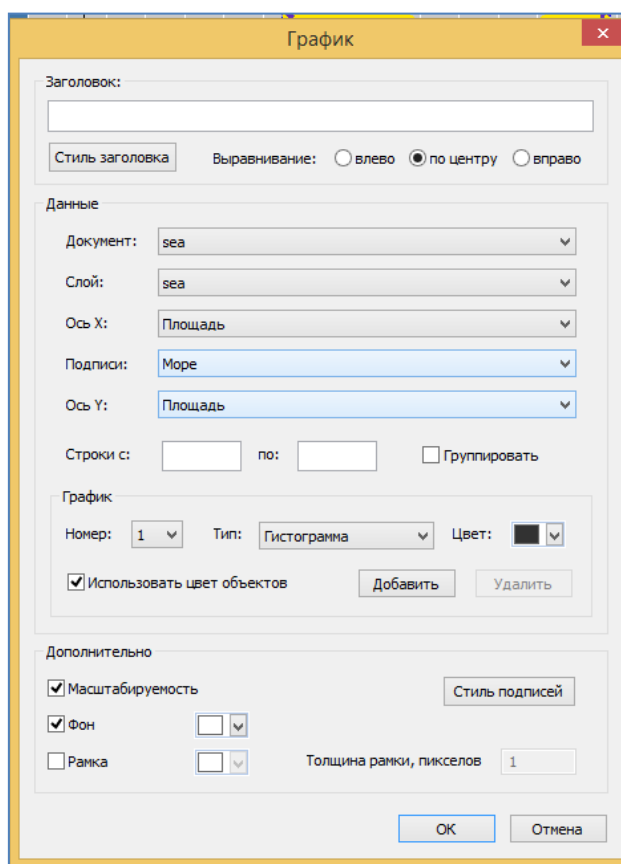 График
Заголовок:
Стиль заголовка Выравнивание: влево по центру вправо
Данные
Документ: sea
Слой: sea
Ось X: Площадь
Подписи: Море
Ось Y: Площадь
Строки с: по: Группировать
График
Номер: 1 Тип: Гистограмма Цвет:
Использовать цвет объектов Добавить Удалить
Дополнительно
Масштабируемость Стиль подписей
Фон
Рамка Толщина рамки, пикселов 1
ОК Отмена